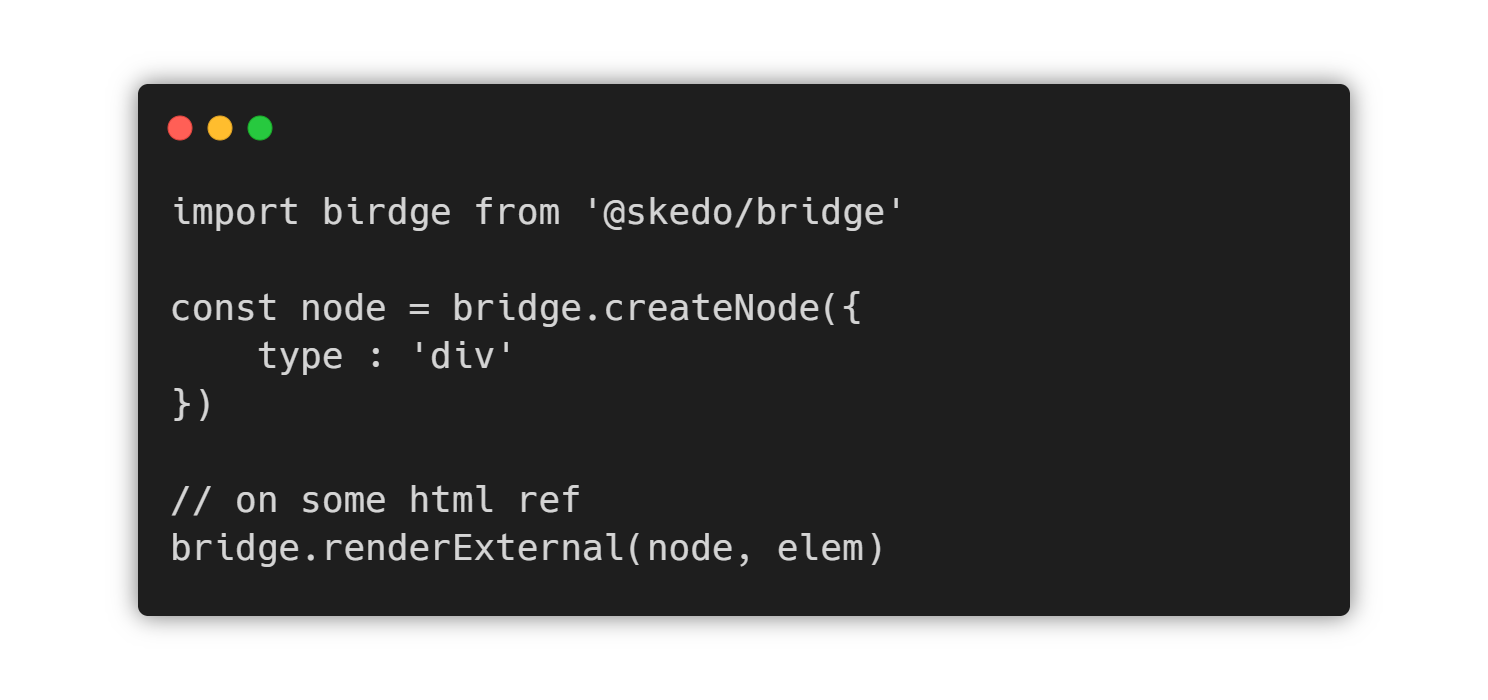 import birdge from '@skedo/bridge'
const node = bridge.createNode({
    type : 'div'
})
// on some html ref
bridge.renderExternal(node, elem)